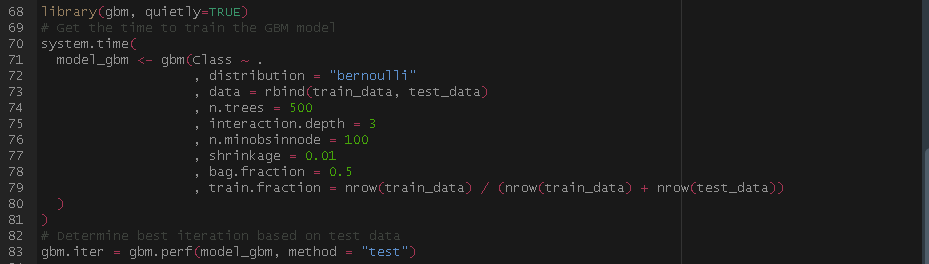 68 library(gbm, quietly=TRUE)
69 # Get the time to train the GBM model
70 system.time(
71 model_gbm <- gbm(Class ~ .
72 , distribution = "bernoulli"
73 , data = rbind(train_data, test_data)
74 , n.trees = 500
75 , interaction.depth = 3
76 , n.minobsinnode = 100
77 , shrinkage = 0.01
78 , bag.fraction = 0.5
79 , train.fraction = nrow(train_data) / (nrow(train_data) + nrow(test_data))
80 )
81 )
82 # Determine best iteration based on test data
83 gbm.iter = gbm.perf(model_gbm, method = "test")